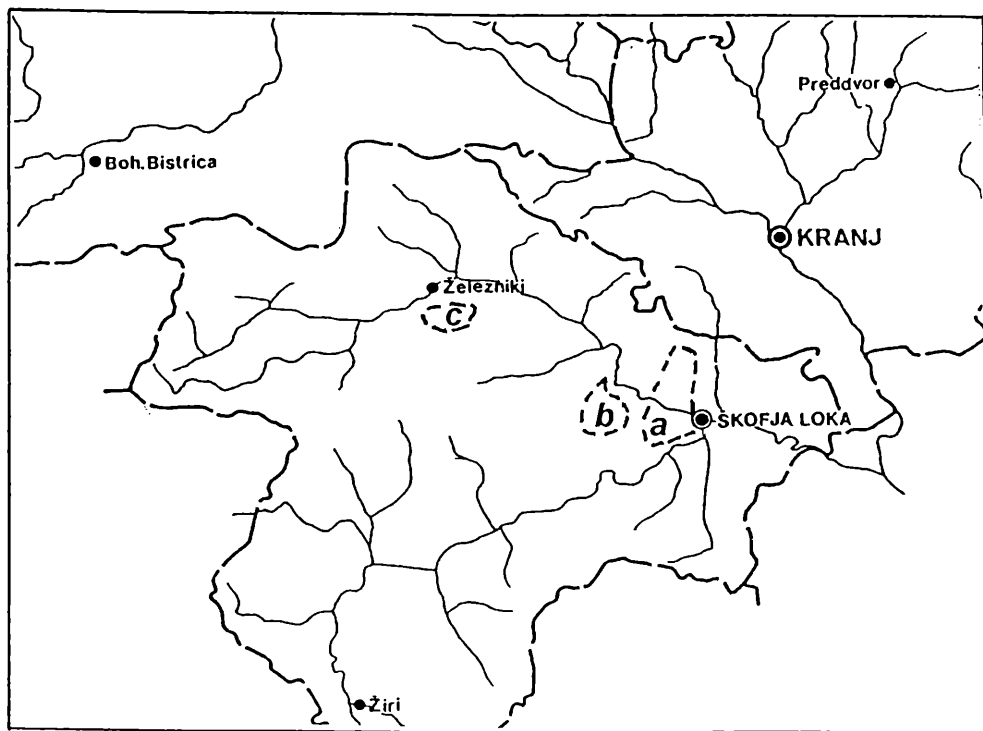 Preddvor
Boh. Bistrica
KRANJ
Železniki
c
b
a
ŠKOFJA LOKA
Žiri